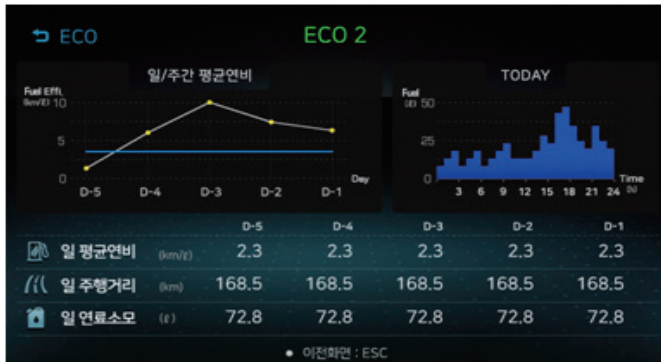 ECO
ECO 2
일/주간 평균연비
Fuel Effi.
(km/ℓ) 10
5
0
D-5 D-4 D-3 D-2 D-1
Day
TODAY
Fuel
(ℓ) 50
25
0
3 6 9 12 15 18 21 24
Time
(h)
D-5 D-4 D-3 D-2 D-1
일 평균연비 (km/ℓ) 2.3 2.3 2.3 2.3 2.3
일 주행거리 (km) 168.5 168.5 168.5 168.5 168.5
일 연료소모 (ℓ) 72.8 72.8 72.8 72.8 72.8
• 이전화면 : ESC